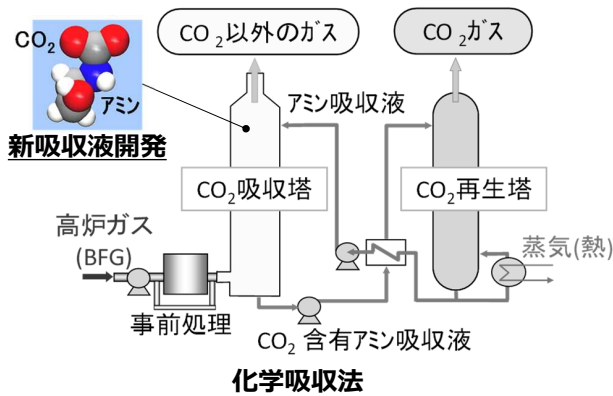 CO₂
アミン
新吸収液開発
CO₂以外のガス
CO₂ガス
アミン吸収液
CO₂吸収塔
CO₂再生塔
高炉ガス
(BFG)
蒸気(熱)
事前処理
CO₂ 含有アミン吸収液
化学吸収法